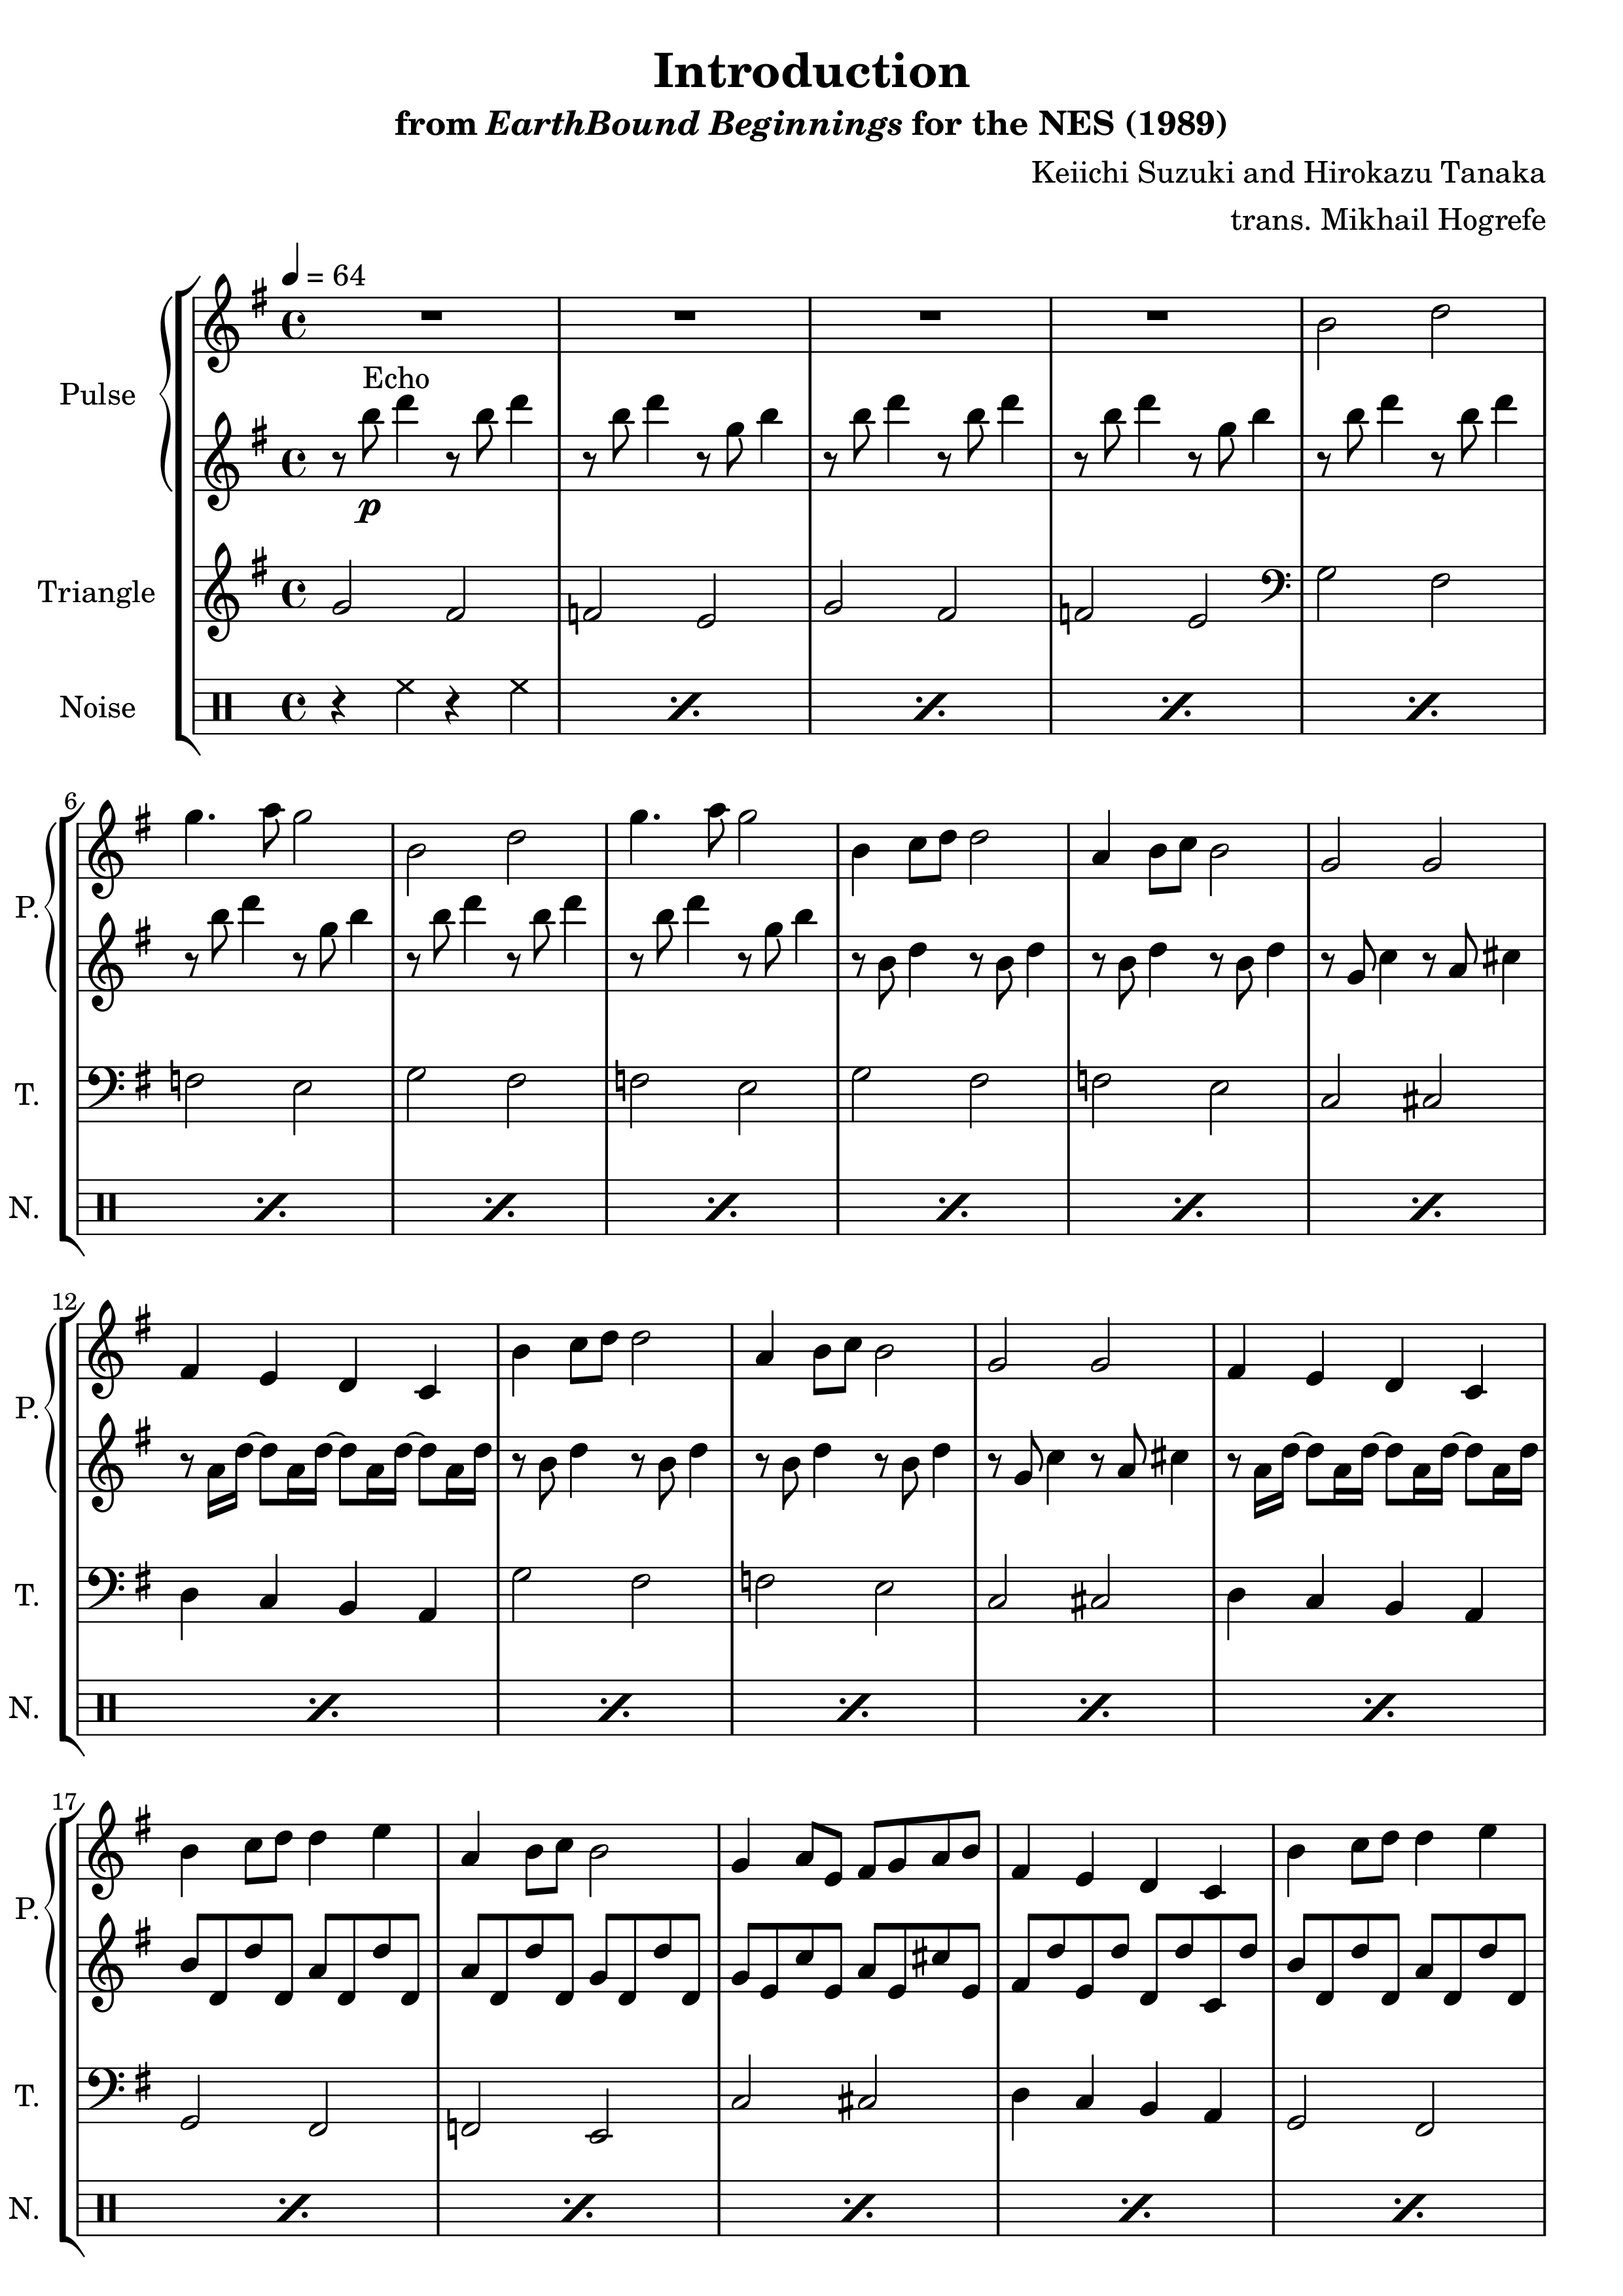 Introduction
from EarthBound Beginnings for the NES (1989)
Keiichi Suzuki and Hirokazu Tanaka
trans. Mikhail Hogrefe
= 64
Pulse
Echo
p
Triangle
Noise
6
P.
T.
N.
12
P.
T.
N.
17
P.
T.
N.